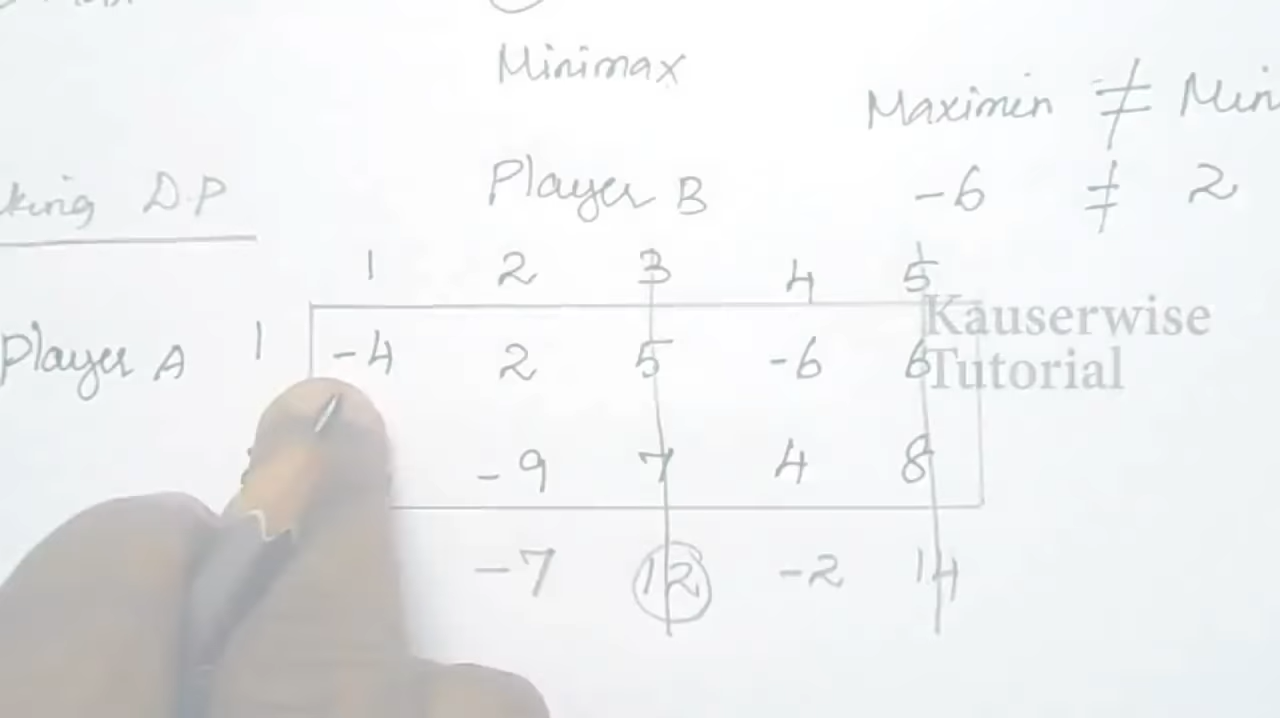 Minimax
Maximin ≠ Min
king D.P
Player B
-6 ≠ 2
1 2 3 4 5
Kauserwise
Tutorial
Player A 1 -4 2 5 -6 6
-9 7 4 8
-7 12 -2 14